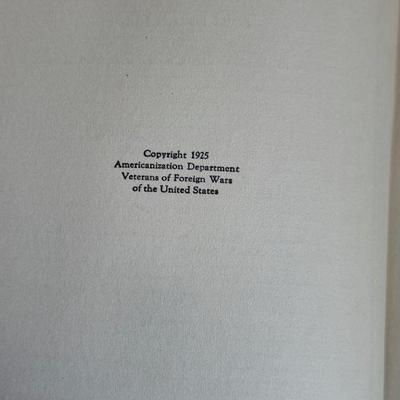 Copyright 1925
Americanization Department
Veterans of Foreign Wars
of the United States